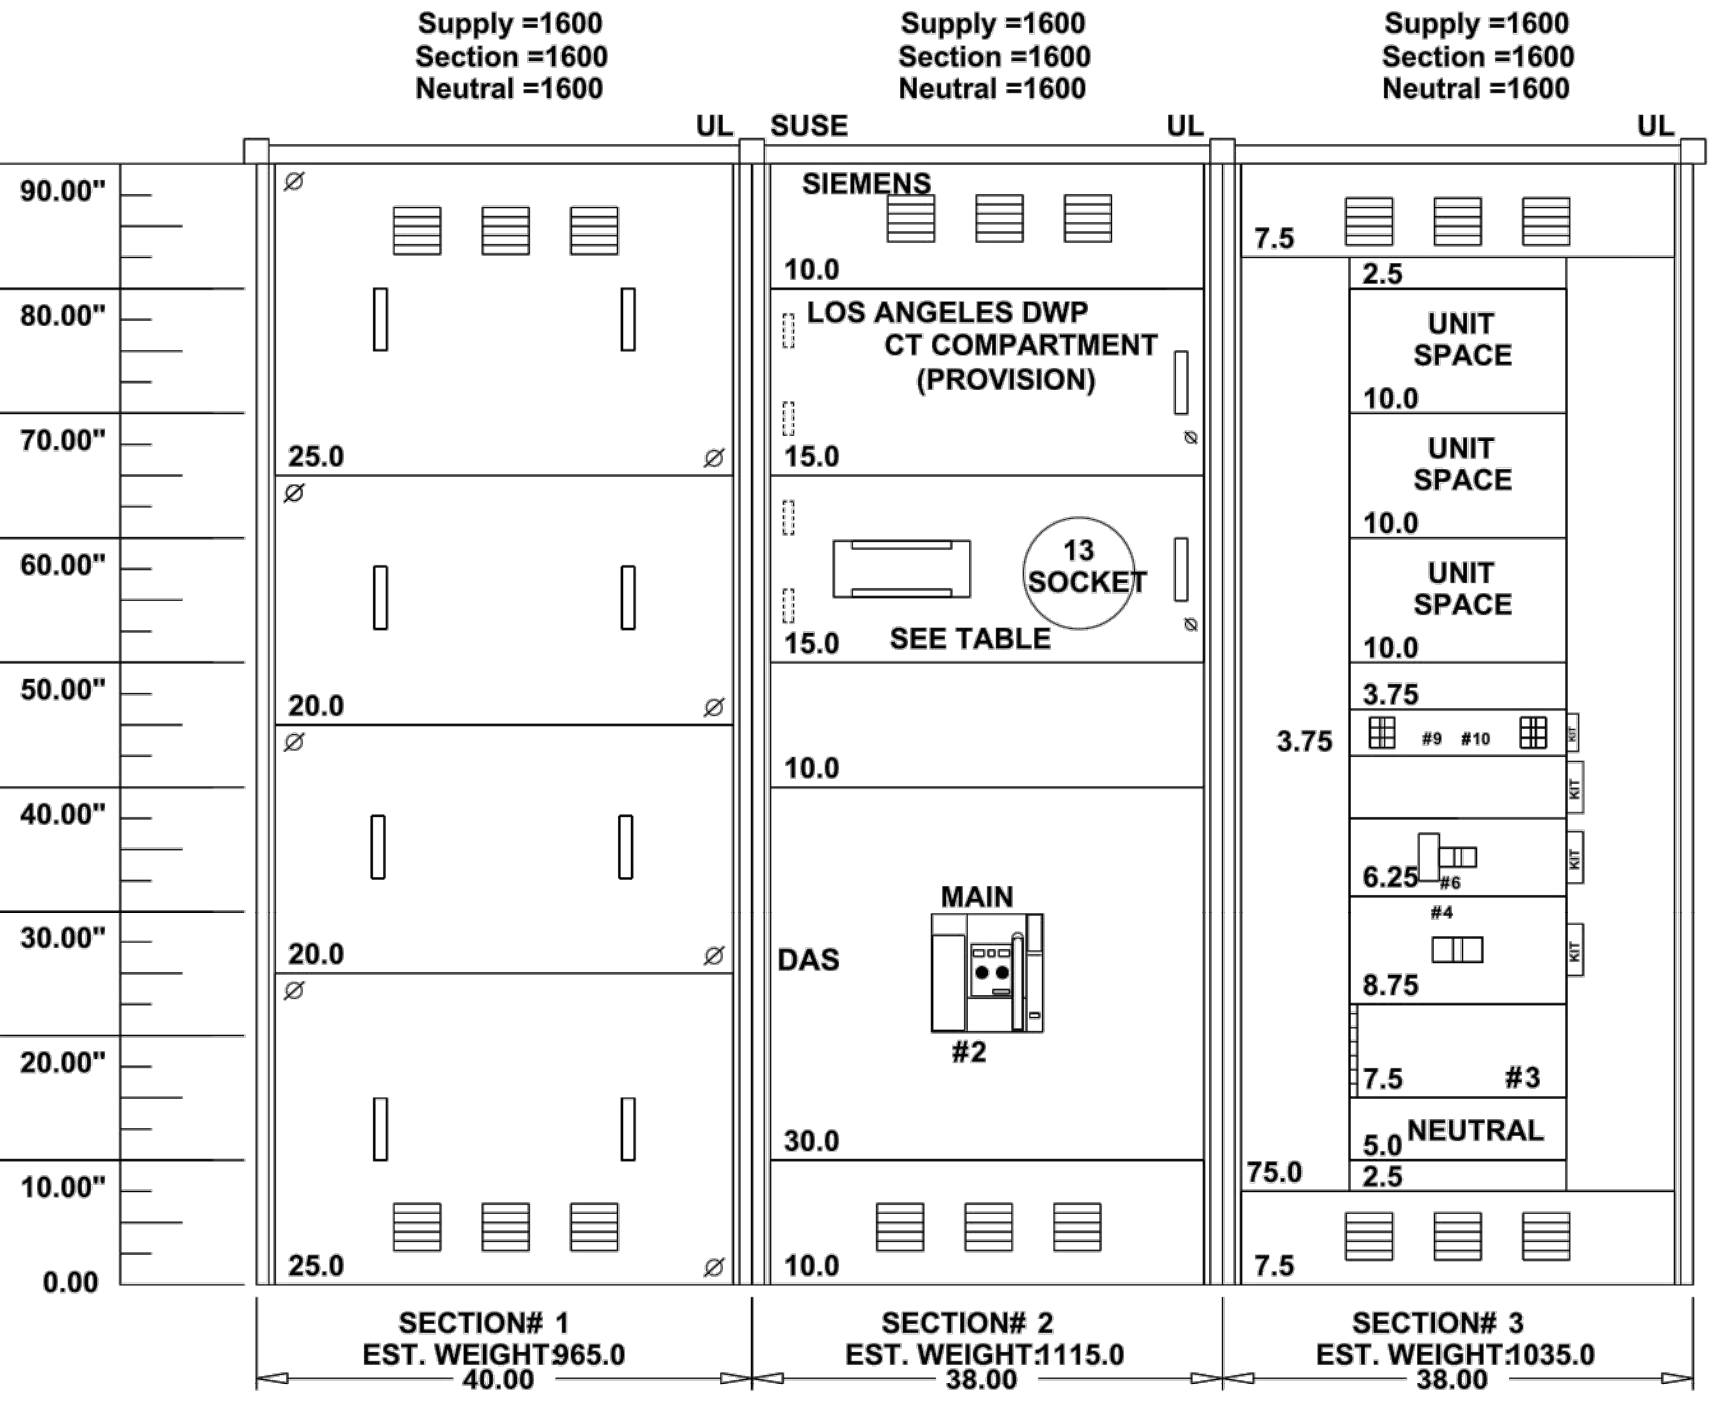 Supply =1600
Section =1600
Neutral =1600
Supply =1600
Section =1600
Neutral =1600
Supply =1600
Section =1600
Neutral =1600
UL
SUSE
UL
UL
90.00"
80.00"
70.00"
60.00"
50.00"
40.00"
30.00"
20.00"
10.00"
0.00
25.0
20.0
20.0
25.0
SIEMENS
10.0
LOS ANGELES DWP
CT COMPARTMENT
(PROVISION)
15.0
13
SOCKET
SEE TABLE
15.0
10.0
MAIN
DAS
#2
30.0
10.0
7.5
2.5
UNIT
SPACE
10.0
UNIT
SPACE
10.0
UNIT
SPACE
10.0
3.75
3.75
#9 #10
KIT
KIT
6.25
#6
KIT
#4
KIT
8.75
7.5
#3
5.0 NEUTRAL
75.0
2.5
7.5
SECTION# 1
EST. WEIGHT:965.0
40.00
SECTION# 2
EST. WEIGHT:1115.0
38.00
SECTION# 3
EST. WEIGHT:1035.0
38.00